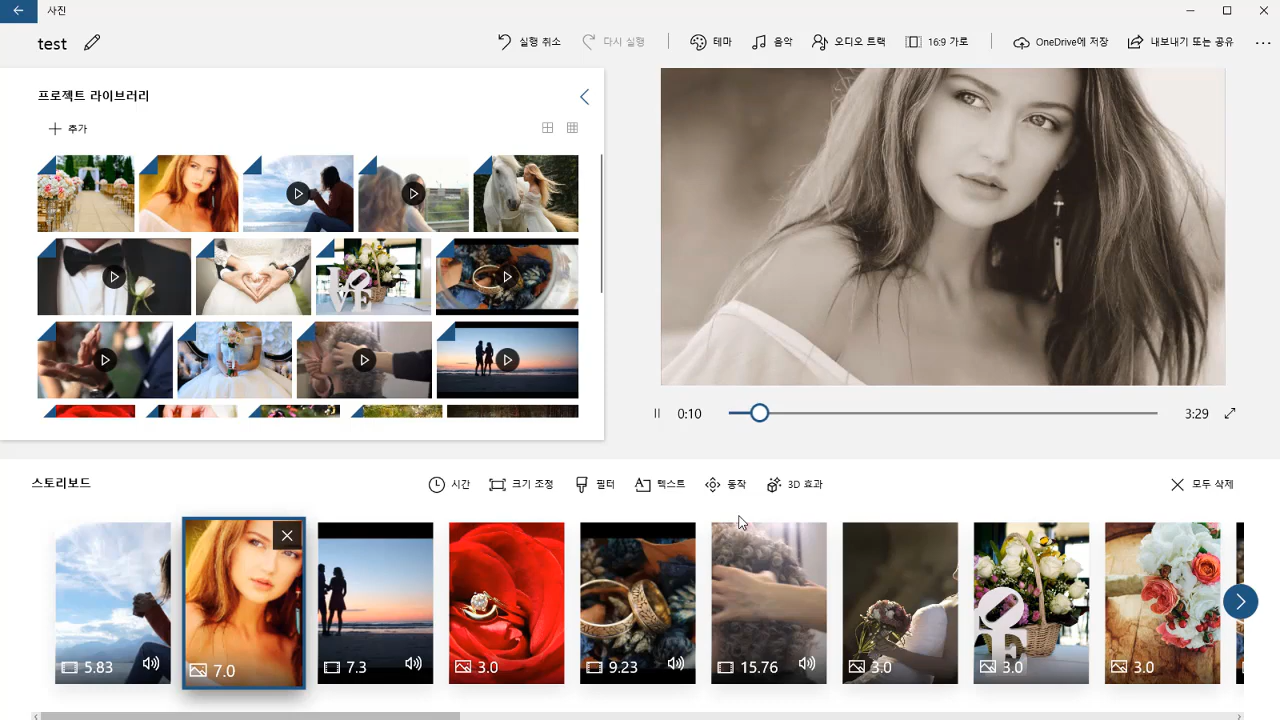 사진
test
실행 취소
다시 실행
테마
음악
오디오 트랙
16:9 가로
OneDrive에 저장
내보내기 또는 공유
프로젝트 라이브러리
추가
LOVE
0:10
3:29
스토리보드
시간
크기 조정
필터
텍스트
동작
3D 효과
모두 삭제
5.83
7.0
7.3
3.0
9.23
15.76
3.0
3.0
3.0